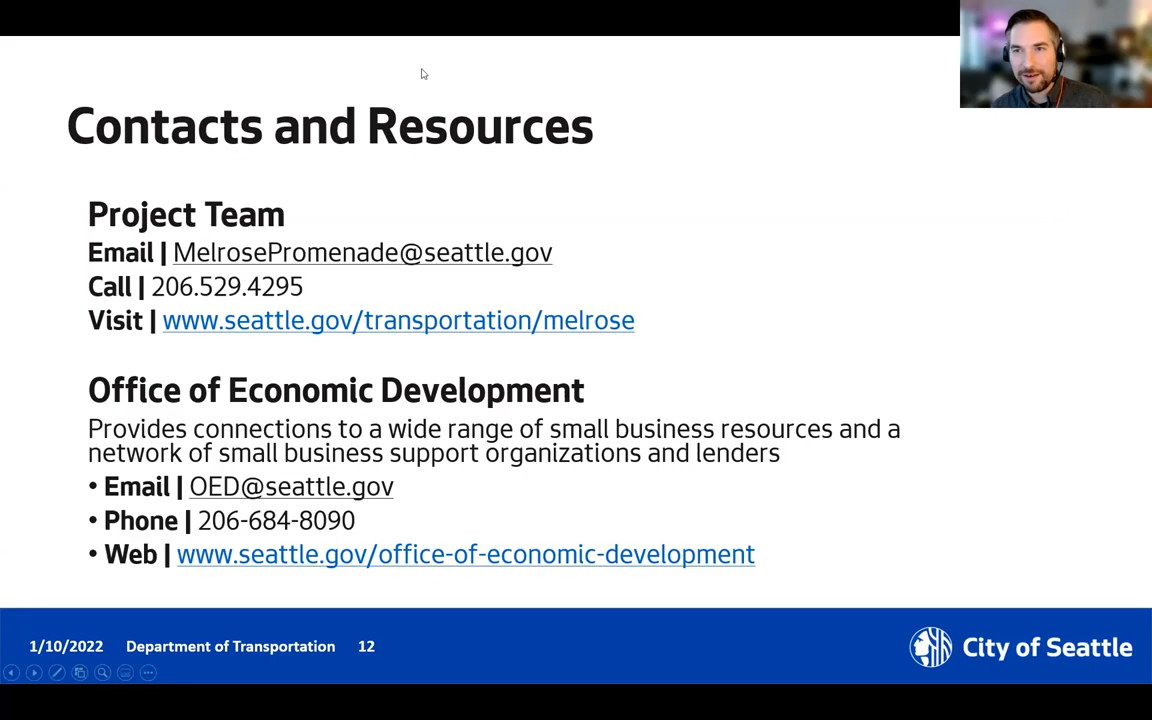 Contacts and Resources
Project Team
Email | MelrosePromenade@seattle.gov
Call | 206.529.4295
Visit | www.seattle.gov/transportation/melrose
Office of Economic Development
Provides connections to a wide range of small business resources and a
network of small business support organizations and lenders
• Email | OED@seattle.gov
• Phone | 206-684-8090
• Web | www.seattle.gov/office-of-economic-development
1/10/2022 Department of Transportation 12
City of Seattle